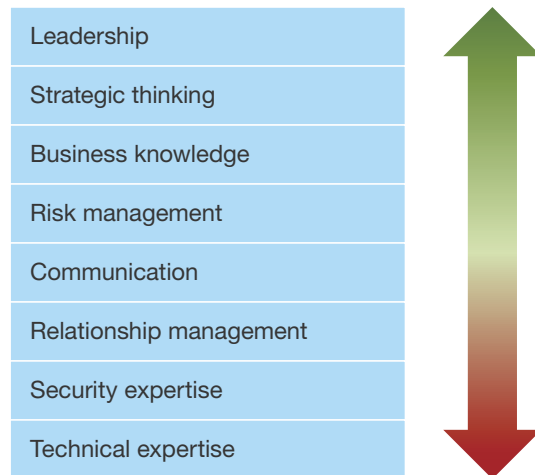 Leadership
Strategic thinking
Business knowledge
Risk management
Communication
Relationship management
Security expertise
Technical expertise